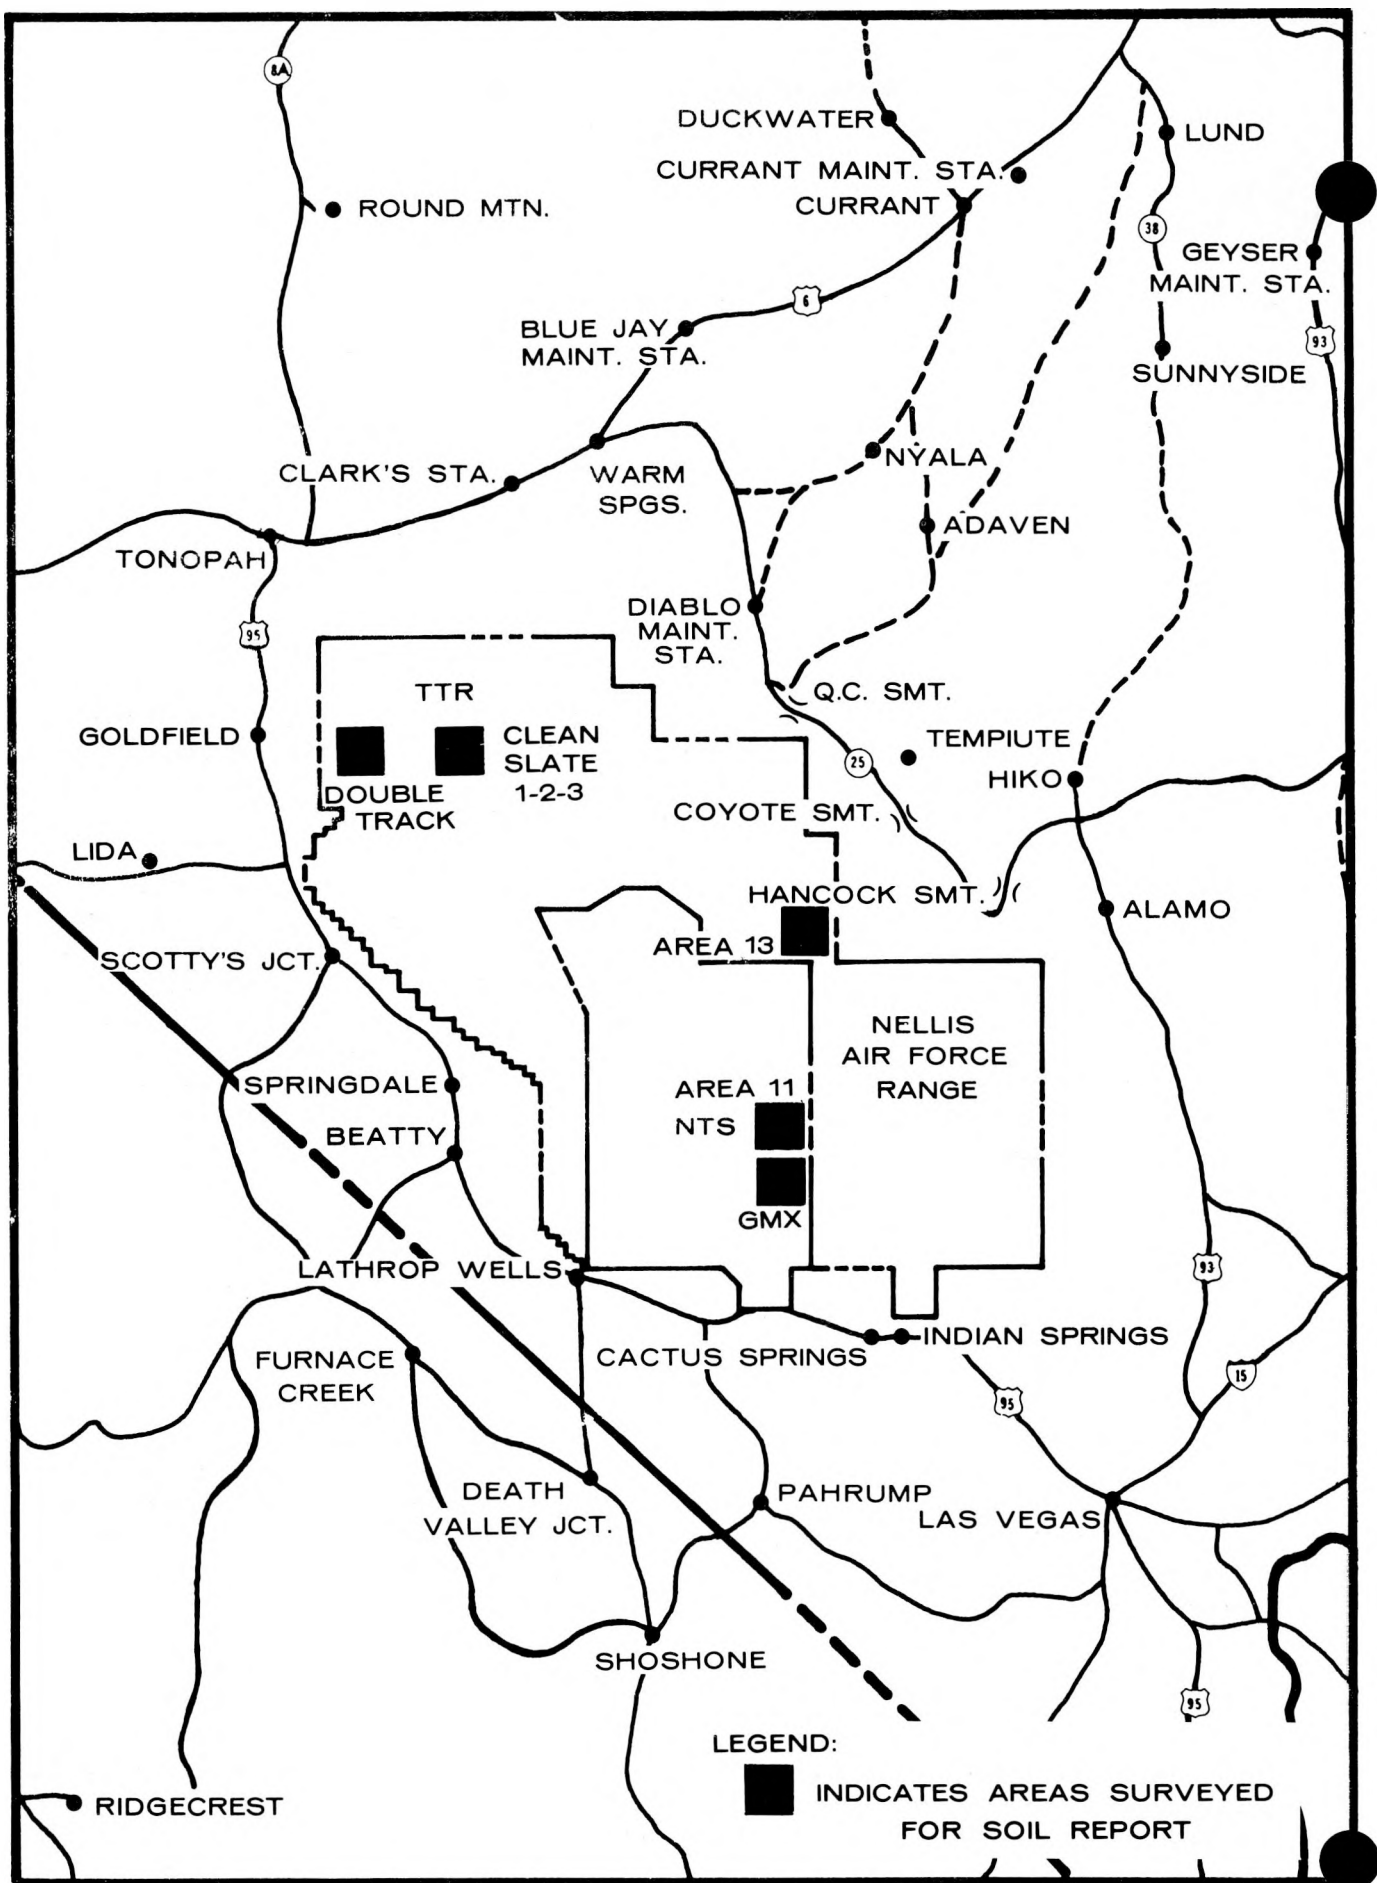 8A
DUCKWATER
LUND
CURRANT MAINT. STA.
CURRANT
ROUND MTN.
38
GEYSER
MAINT. STA.
6
BLUE JAY
MAINT. STA.
93
SUNNYSIDE
CLARK'S STA.
WARM
SPGS.
NYALA
ADAVEN
TONOPAH
DIABLO
MAINT.
STA.
95
TTR
Q.C. SMT.
GOLDFIELD
CLEAN
SLATE
1-2-3
TEMPIUTE
25
HIKO
DOUBLE
TRACK
COYOTE SMT.
LIDA
HANCOCK SMT.
ALAMO
AREA 13
SCOTTY'S JCT.
NELLIS
AIR FORCE
RANGE
SPRINGDALE
AREA 11
NTS
BEATTY
GMX
LATHROP WELLS
93
INDIAN SPRINGS
CACTUS SPRINGS
FURNACE
CREEK
15
95
DEATH
VALLEY JCT.
PAHRUMP
LAS VEGAS
SHOSHONE
95
LEGEND:
INDICATES AREAS SURVEYED
FOR SOIL REPORT
RIDGECREST